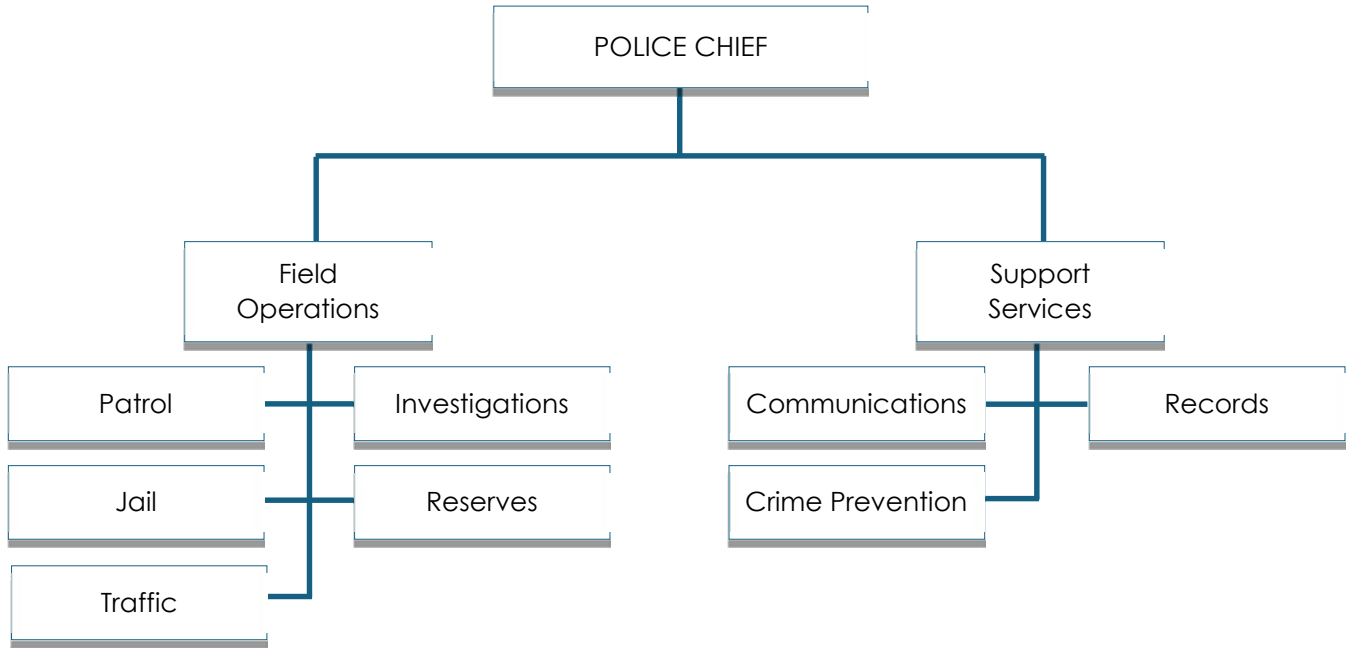 POLICE CHIEF
Field
Operations
Support
Services
Patrol
Investigations
Communications
Records
Jail
Reserves
Crime Prevention
Traffic